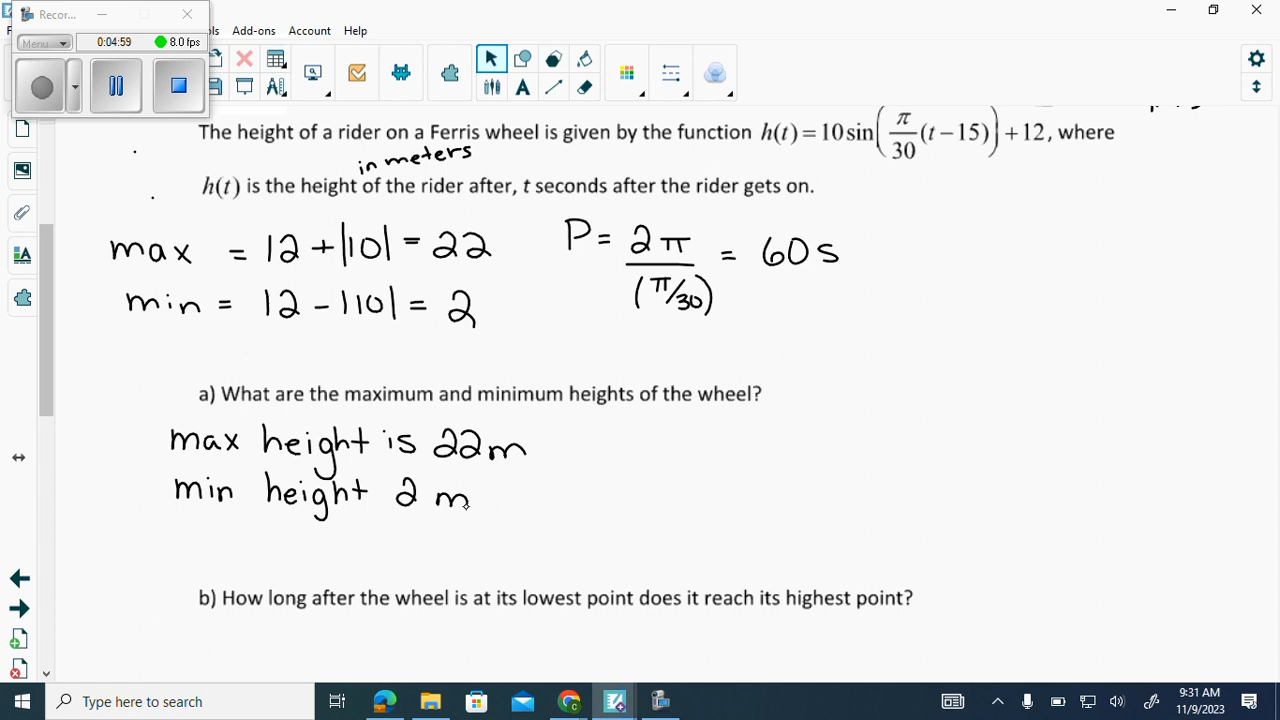 Recor...
Menu 0:04:59 8.0 fps
ols Add-ons Account Help
The height of a rider on a Ferris wheel is given by the function h(t) = 10 sin(π/30 (t − 15)) + 12, where
in meters
h(t) is the height of the rider after, t seconds after the rider gets on.
max = 12 + |10| = 22 P = 2π/(π/30) = 60 s
min = 12 - |10| = 2
a) What are the maximum and minimum heights of the wheel?
max height is 22m
min height 2 m
b) How long after the wheel is at its lowest point does it reach its highest point?
Type here to search
9:31 AM
11/9/2023